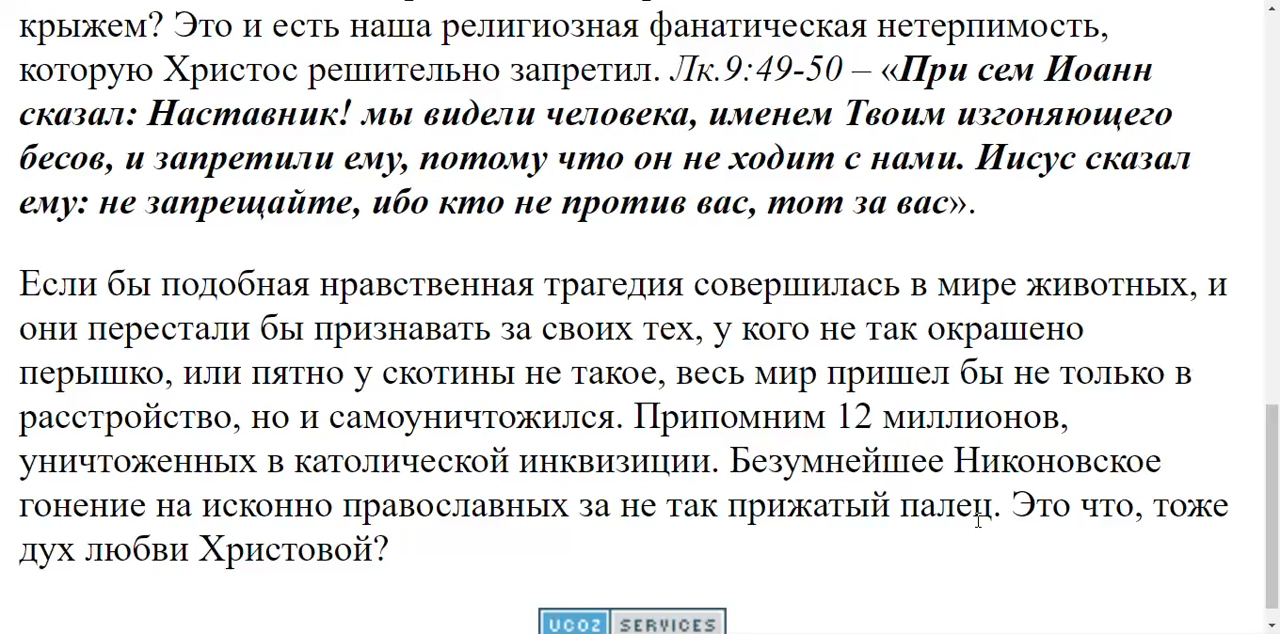 крыжем? Это и есть наша религиозная фанатическая нетерпимость,
которую Христос решительно запретил. Лк.9:49-50 – «При сем Иоанн
сказал: Наставник! мы видели человека, именем Твоим изгоняющего
бесов, и запретили ему, потому что он не ходит с нами. Иисус сказал
ему: не запрещайте, ибо кто не против вас, тот за вас».
Если бы подобная нравственная трагедия совершилась в мире животных, и
они перестали бы признавать за своих тех, у кого не так окрашено
перышко, или пятно у скотины не такое, весь мир пришел бы не только в
расстройство, но и самоуничтожился. Припомним 12 миллионов,
уничтоженных в католической инквизиции. Безумнейшее Никоновское
гонение на исконно православных за не так прижатый палец. Это что, тоже
дух любви Христовой?
UCOZ SERVICES